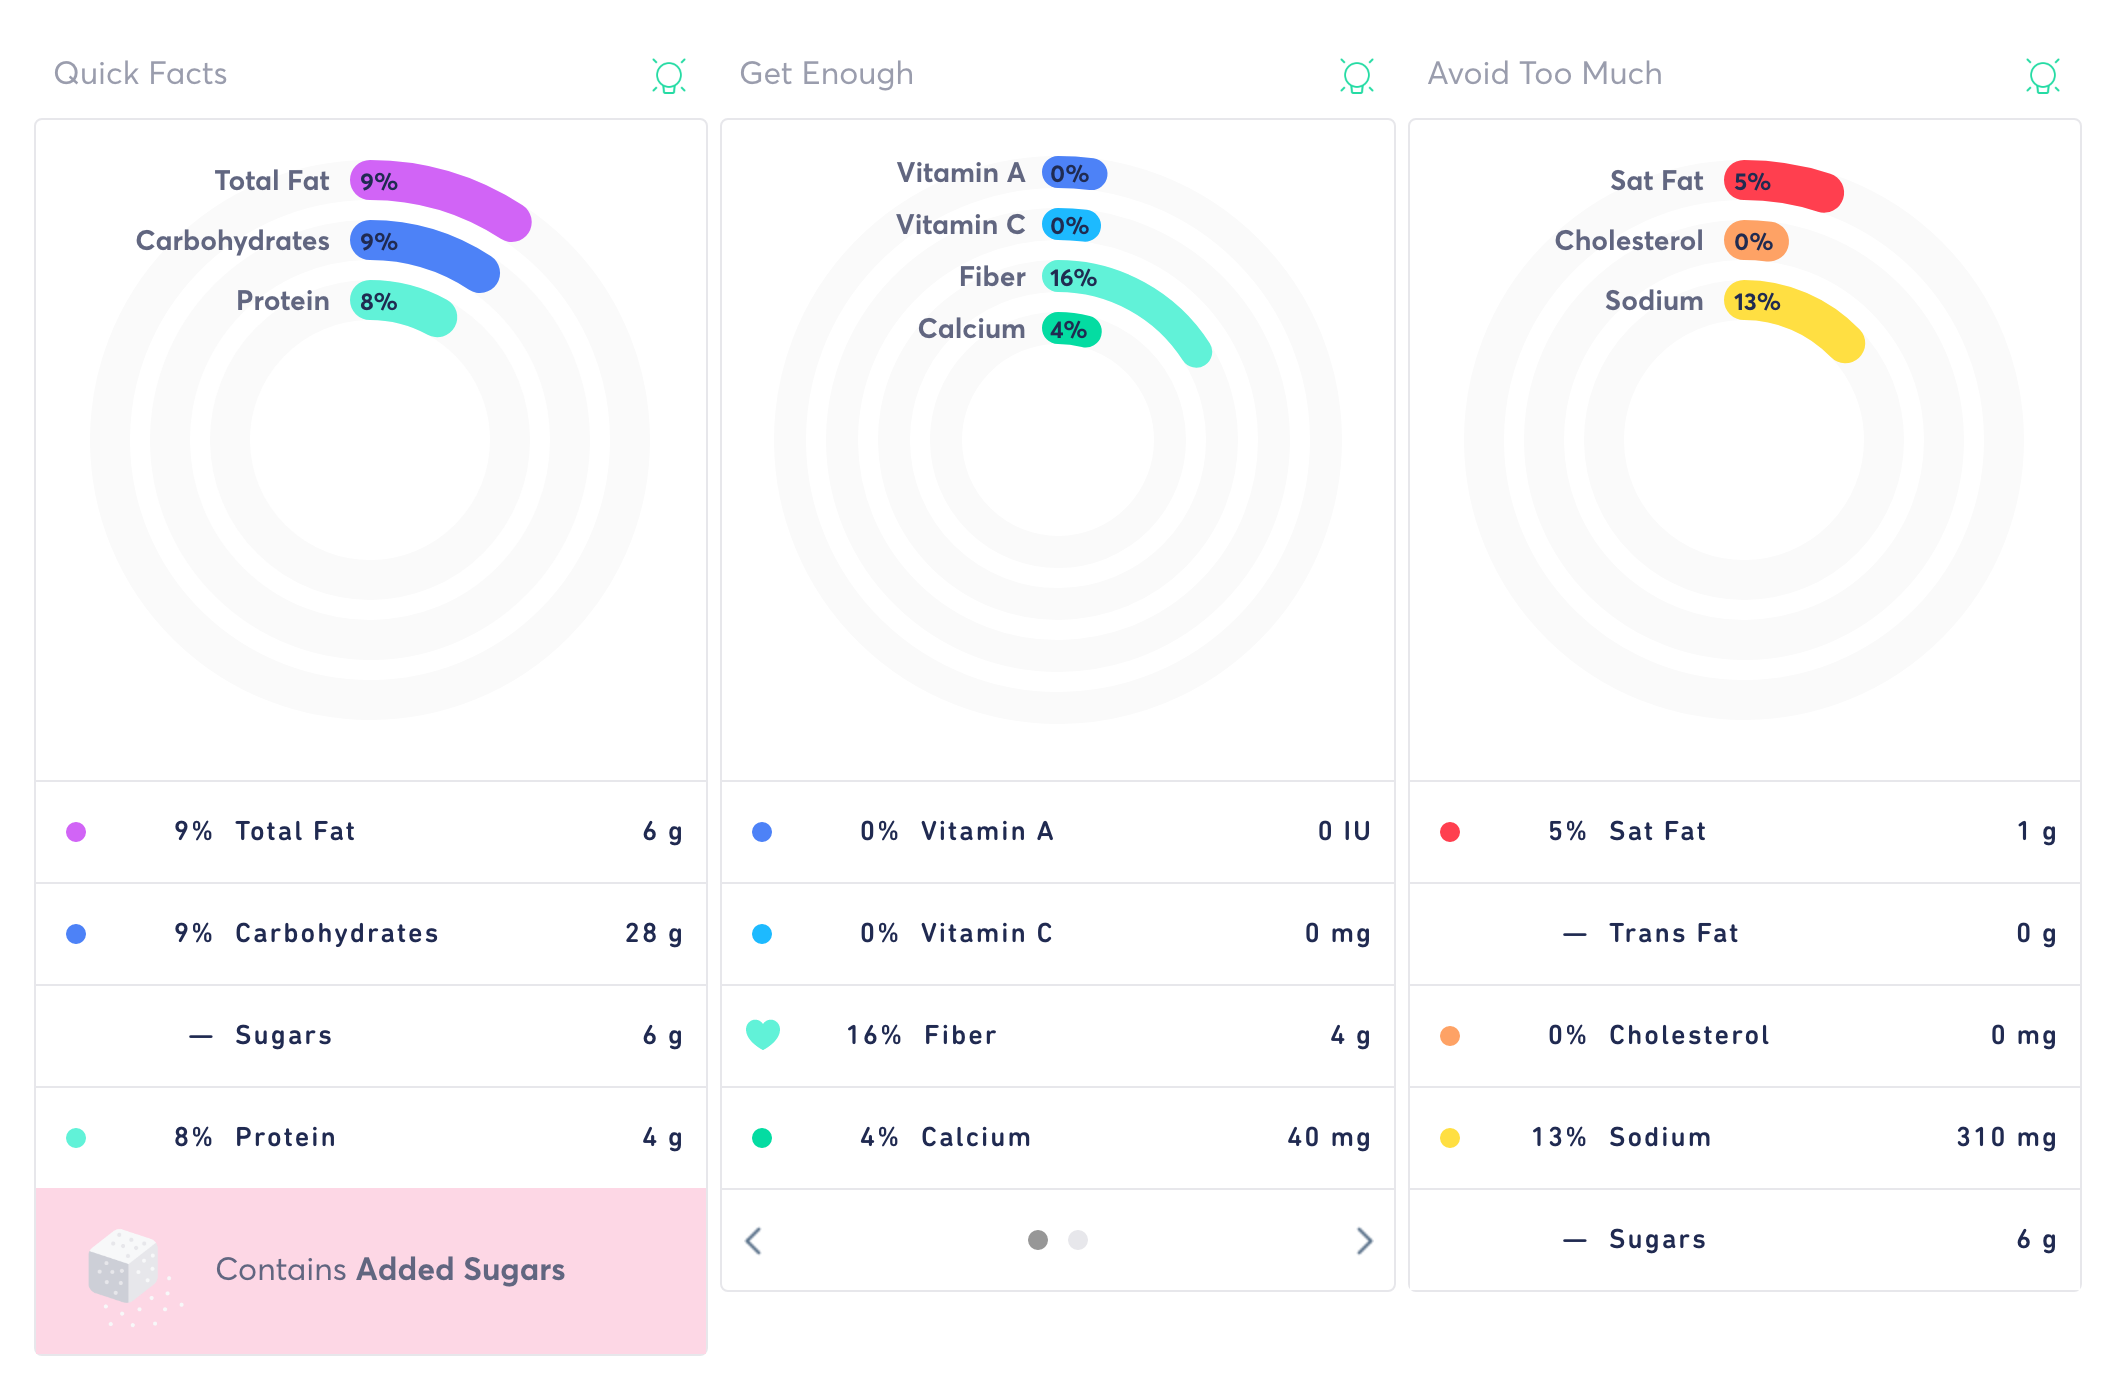 Quick Facts
Total Fat 9%
Carbohydrates 9%
Protein 8%
9% Total Fat 6 g
9% Carbohydrates 28 g
— Sugars 6 g
8% Protein 4 g
Contains Added Sugars
Get Enough
Vitamin A 0%
Vitamin C 0%
Fiber 16%
Calcium 4%
0% Vitamin A 0 IU
0% Vitamin C 0 mg
16% Fiber 4 g
4% Calcium 40 mg
Avoid Too Much
Sat Fat 5%
Cholesterol 0%
Sodium 13%
5% Sat Fat 1 g
— Trans Fat 0 g
0% Cholesterol 0 mg
13% Sodium 310 mg
— Sugars 6 g